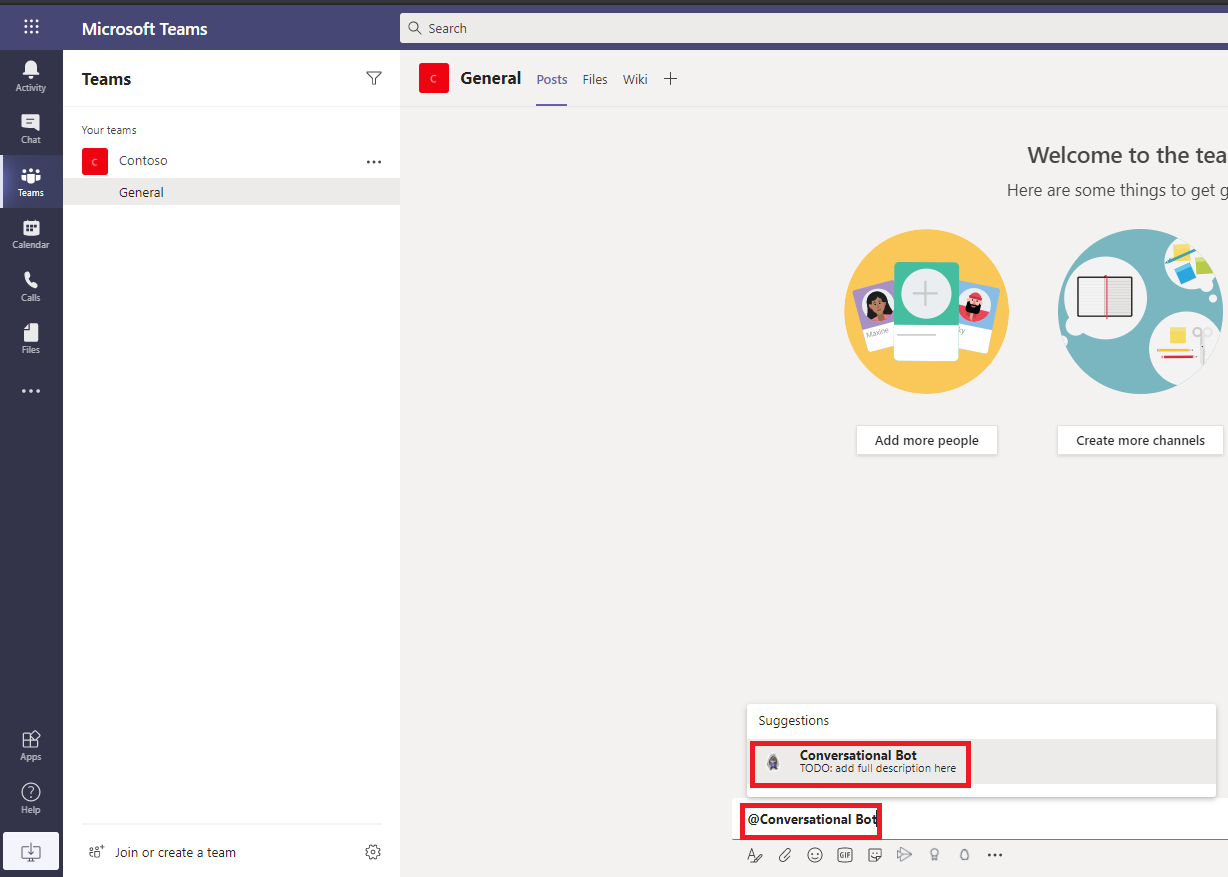 Microsoft Teams
Search
Activity
Chat
Teams
Calendar
Calls
Files
Apps
Help
Teams
Your teams
C
Contoso
General
Join or create a team
C
General
Posts
Files
Wiki
Welcome to the tea
Here are some things to get g
Maxine
ky
Add more people
Create more channels
Suggestions
Conversational Bot
TODO: add full description here
@Conversational Bot
GIF